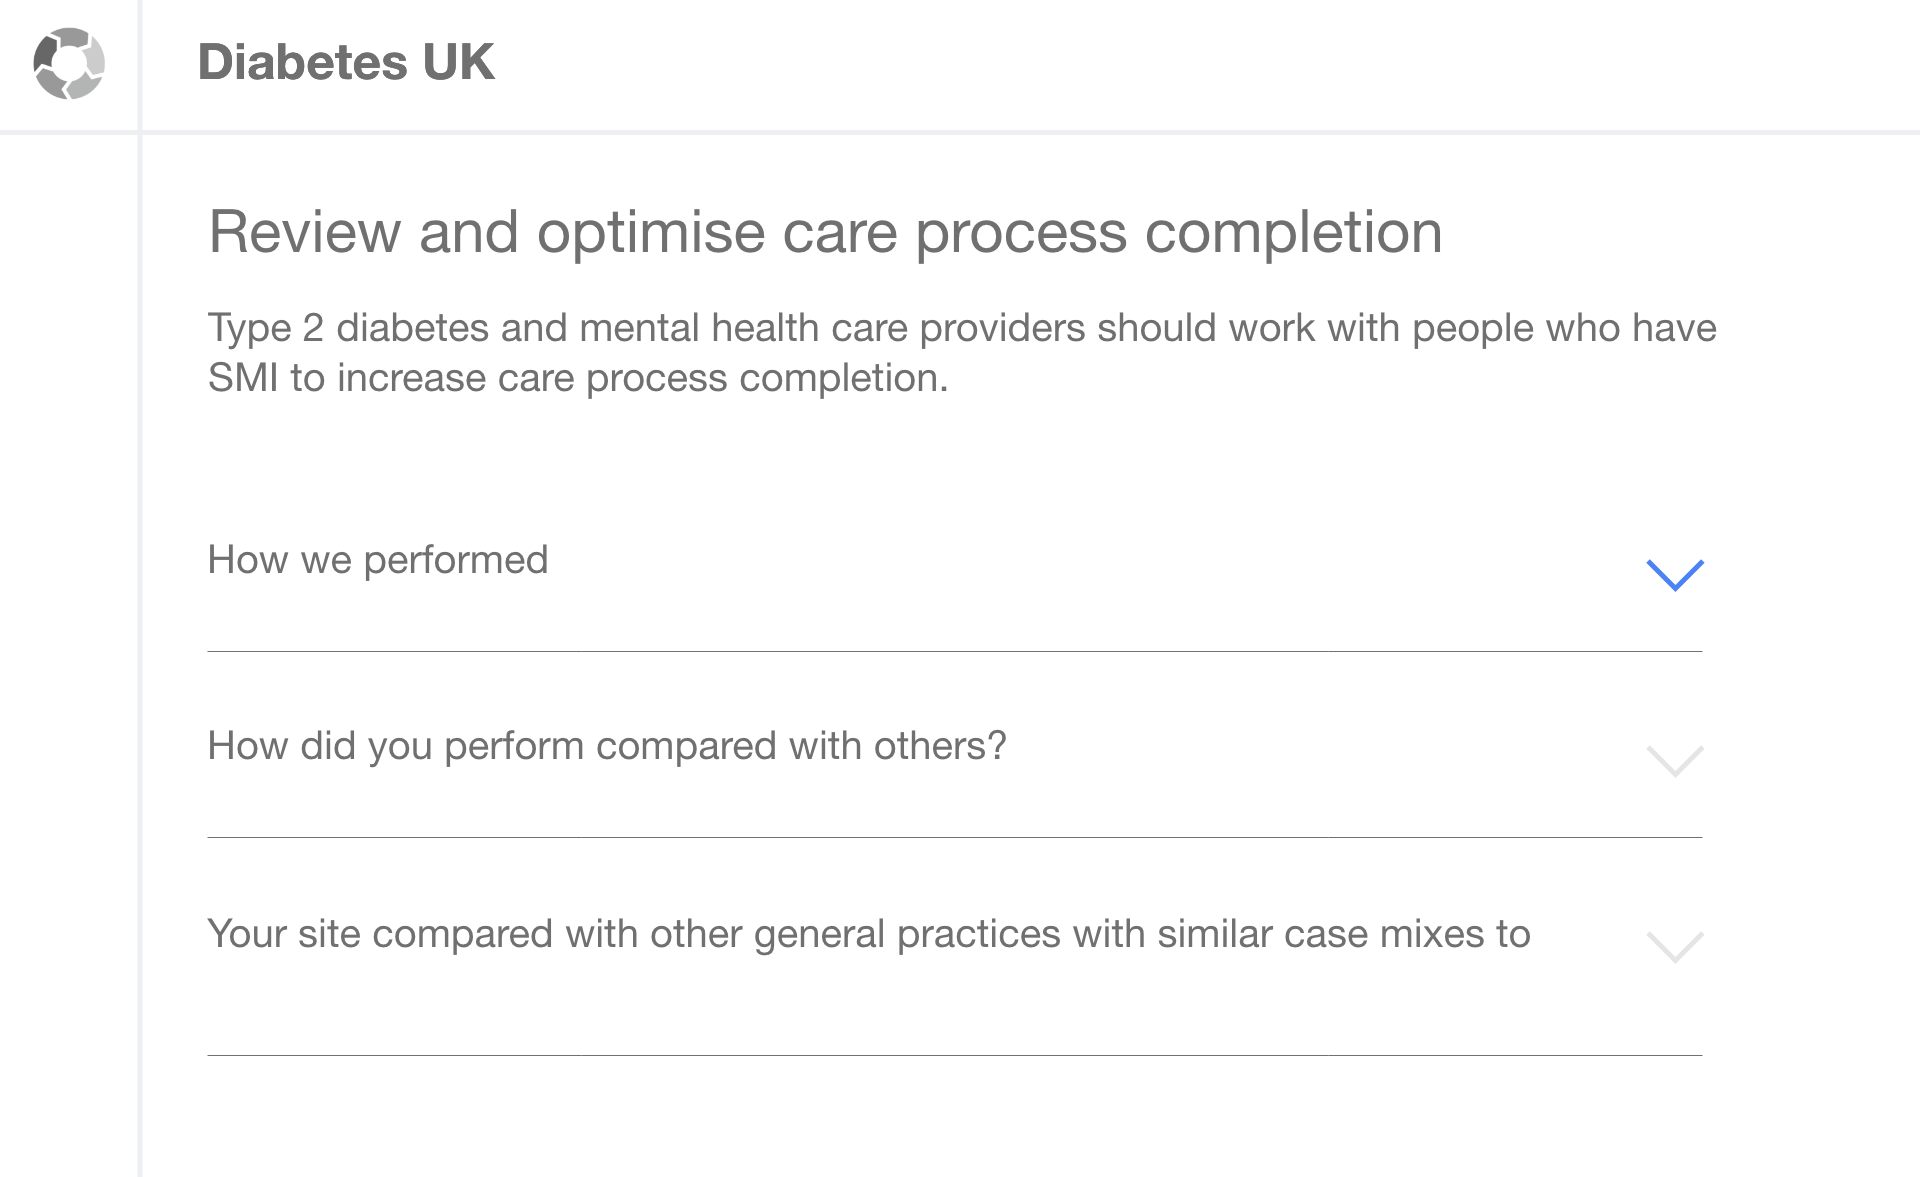 Diabetes UK
Review and optimise care process completion
Type 2 diabetes and mental health care providers should work with people who have
SMI to increase care process completion.
How we performed
How did you perform compared with others?
Your site compared with other general practices with similar case mixes to